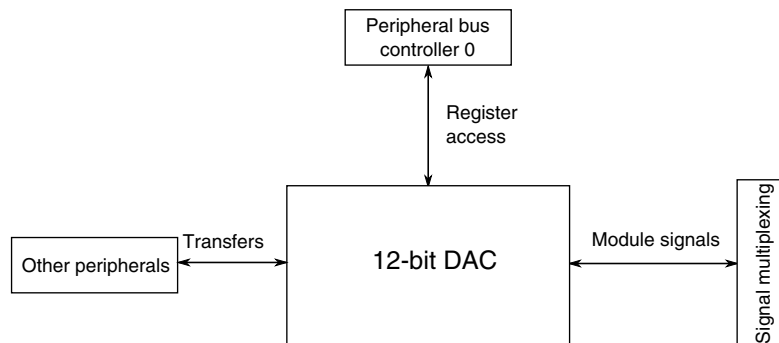 Peripheral bus
controller 0
Register
access
Transfers
Other peripherals
12-bit DAC
Module signals
Signal multiplexing